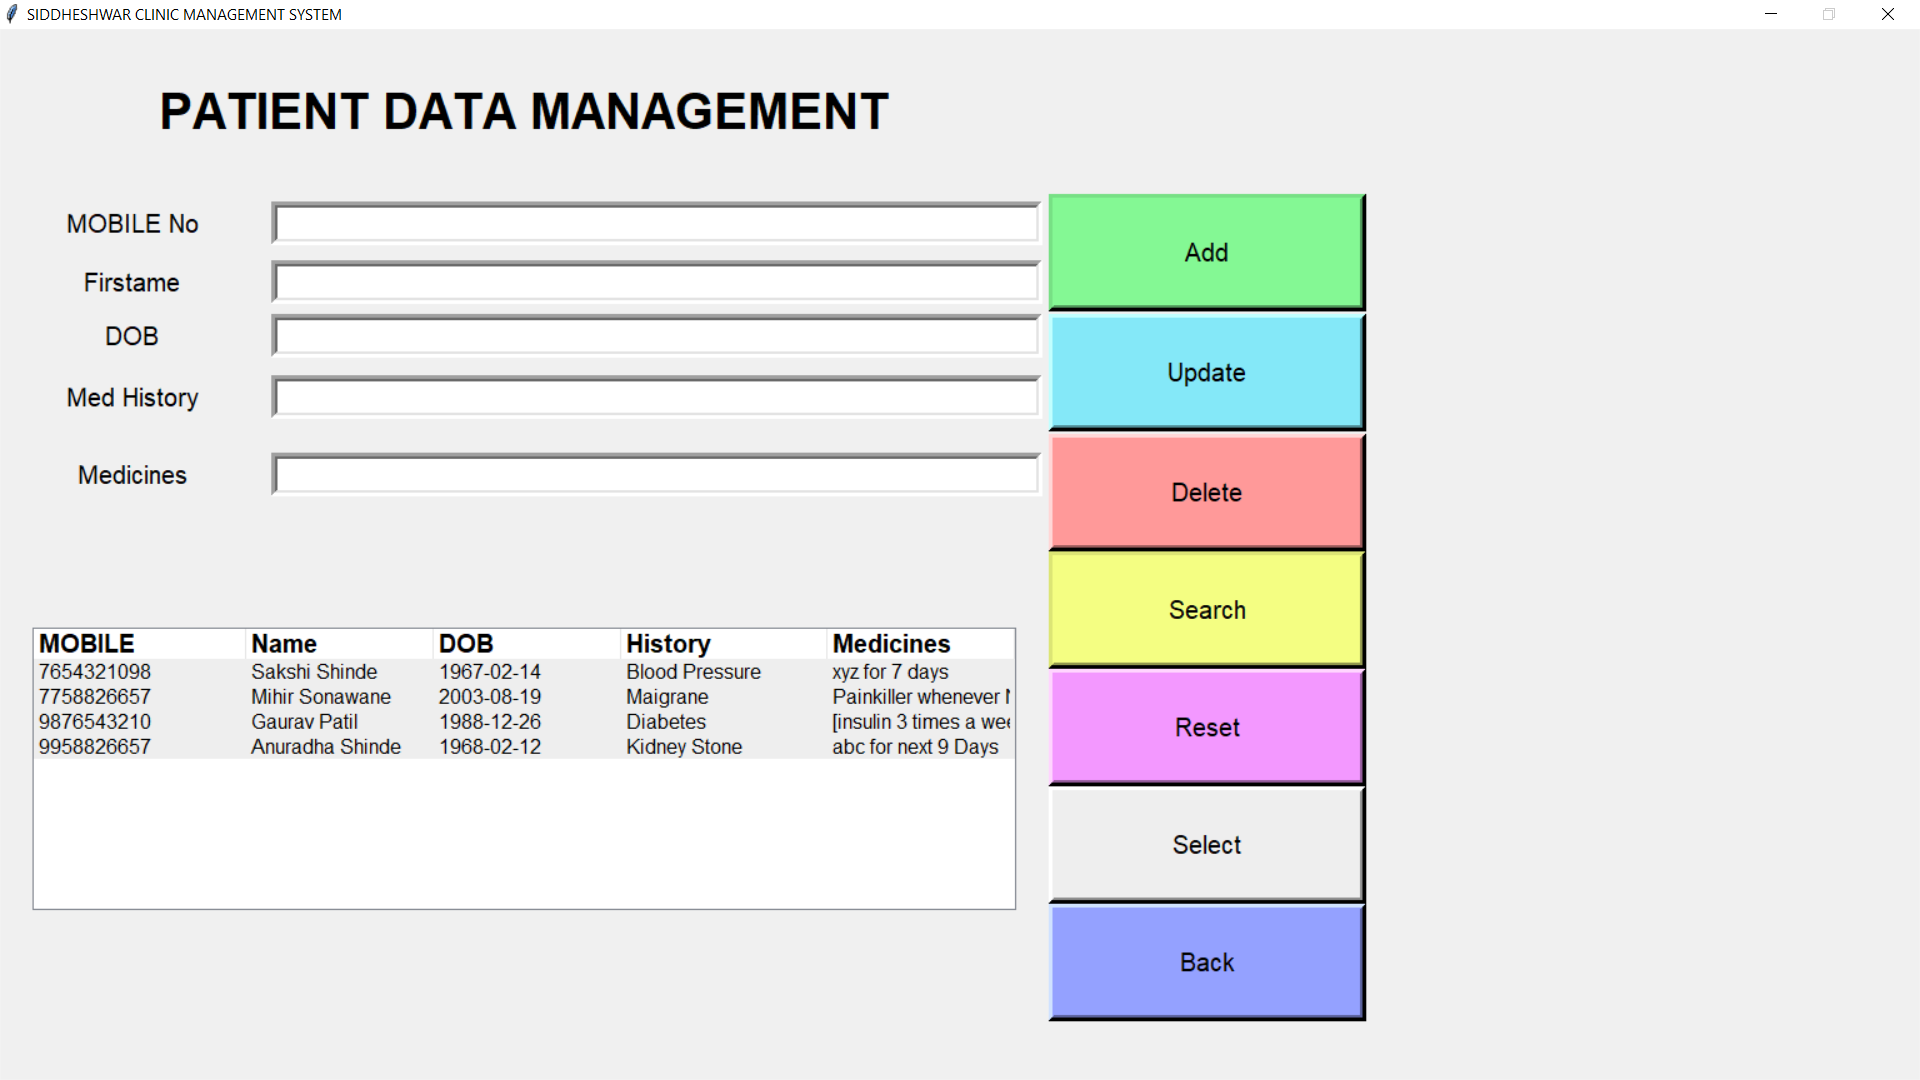 SIDDHESHWAR CLINIC MANAGEMENT SYSTEM
PATIENT DATA MANAGEMENT
MOBILE No
Firstame
DOB
Med History
Medicines
Add
Update
Delete
Search
Reset
Select
Back
MOBILE Name DOB History Medicines
7654321098 Sakshi Shinde 1967-02-14 Blood Pressure xyz for 7 days
7758826657 Mihir Sonawane 2003-08-19 Maigrane Painkiller whenever
9876543210 Gaurav Patil 1988-12-26 Diabetes [insulin 3 times a wee
9958826657 Anuradha Shinde 1968-02-12 Kidney Stone abc for next 9 Days